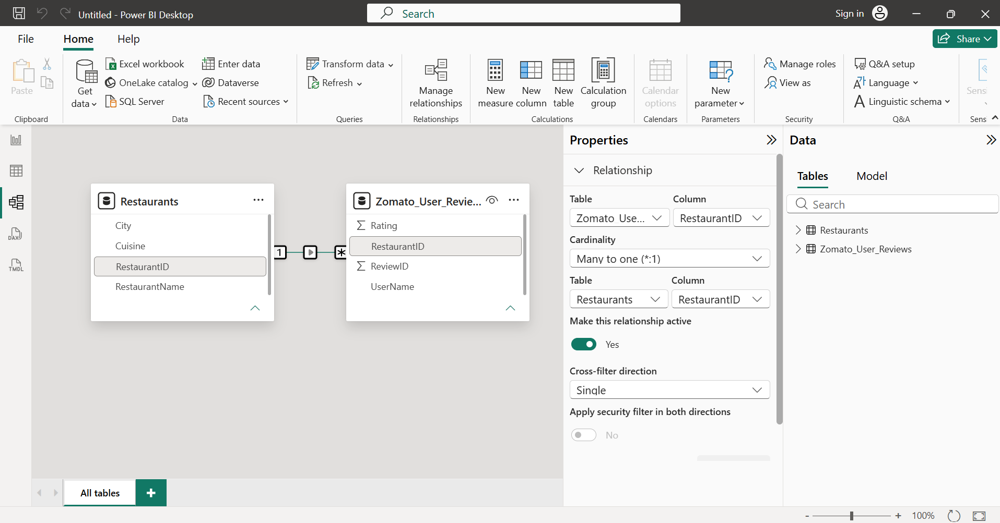 Untitled - Power BI Desktop
Search
Sign in
File
Home
Help
Share
Paste
Clipboard
Get data
Excel workbook
OneLake catalog
SQL Server
Enter data
Dataverse
Recent sources
Data
Transform data
Refresh
Queries
Manage relationships
Relationships
New measure
New column
New table
Calculation group
Calculations
Calendar options
Calendars
New parameter
Parameters
Manage roles
View as
Security
Q&A setup
Language
Linguistic schema
Q&A
Sensi
Sensi
DAX
TMDL
Restaurants
City
Cuisine
RestaurantID
RestaurantName
1
*
Zomato_User_Revie...
Rating
RestaurantID
ReviewID
UserName
Properties
Relationship
Table
Column
Zomato_Use...
RestaurantID
Cardinality
Many to one (*:1)
Table
Column
Restaurants
RestaurantID
Make this relationship active
Yes
Cross-filter direction
Single
Apply security filter in both directions
No
Data
Tables
Model
Search
Restaurants
Zomato_User_Reviews
All tables
+
- + 100%